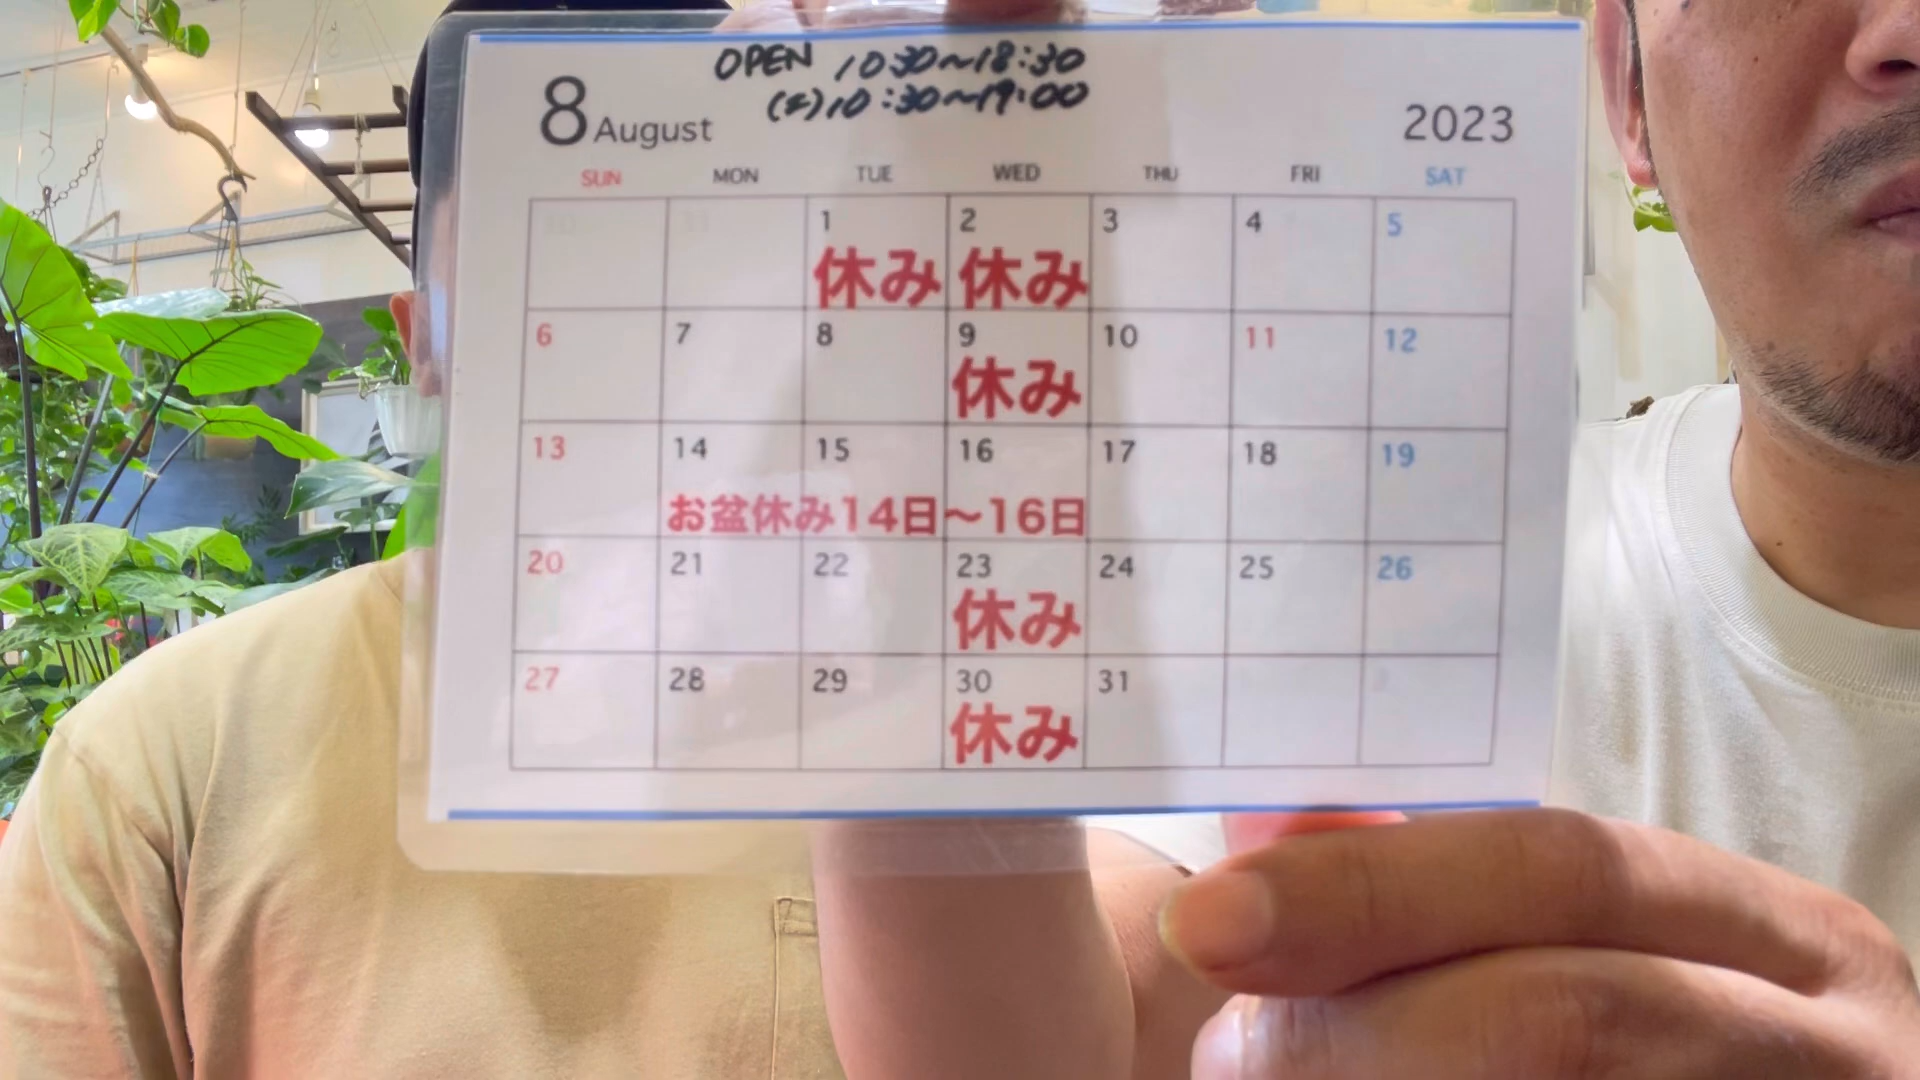 OPEN 10:30〜18:30
(土)10:30〜19:00
8 August 2023
SUN MON TUE WED THU FRI SAT
1 2 3 4 5
休み 休み
6 7 8 9 10 11 12
休み
13 14 15 16 17 18 19
お盆休み14日〜16日
20 21 22 23 24 25 26
休み
27 28 29 30 31
休み